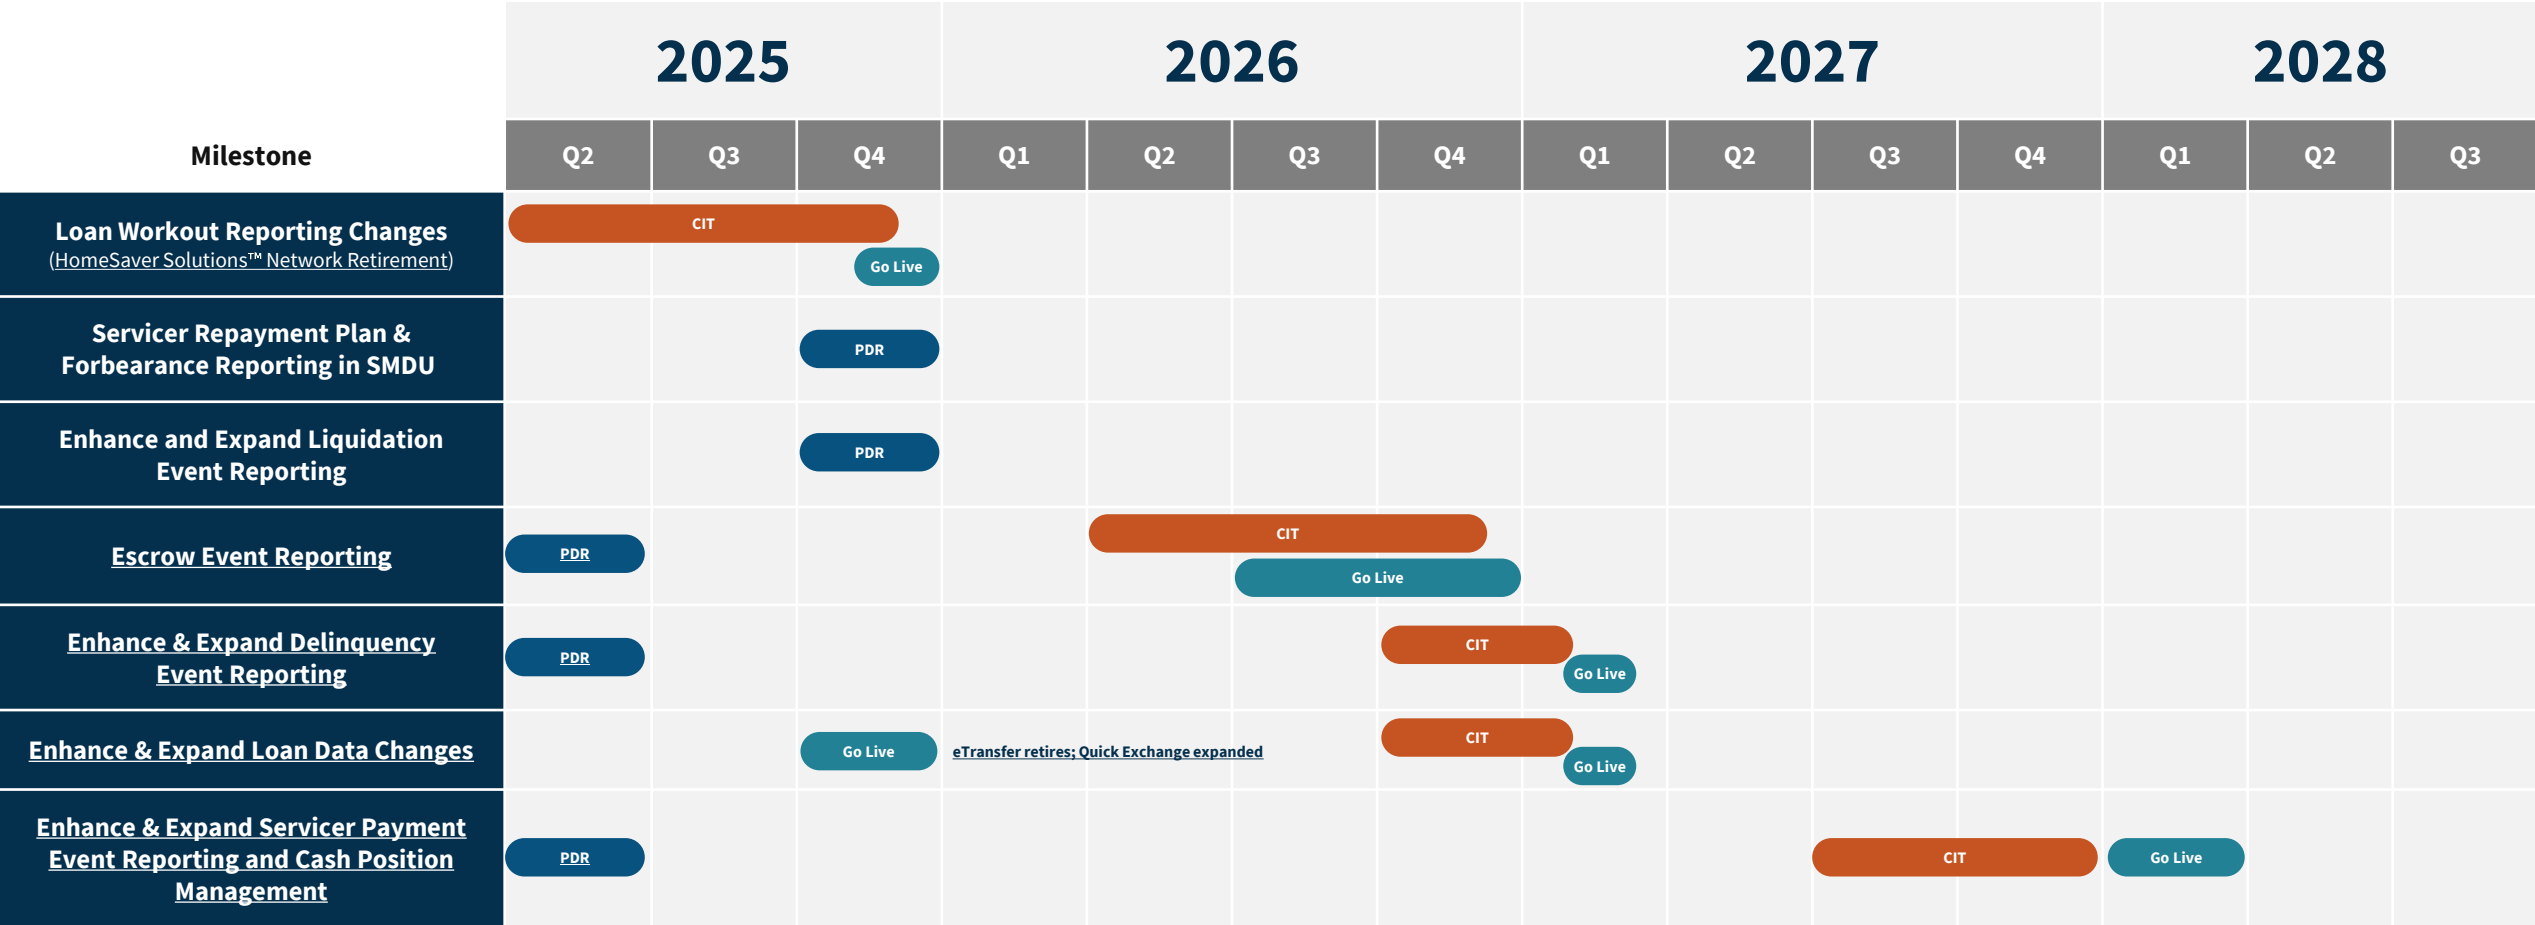 2025 2026 2027 2028
Milestone Q2 Q3 Q4 Q1 Q2 Q3 Q4 Q1 Q2 Q3 Q4 Q1 Q2 Q3
Loan Workout Reporting Changes
(HomeSaver Solutions™ Network Retirement)
CIT
Go Live
Servicer Repayment Plan &
Forbearance Reporting in SMDU
PDR
Enhance and Expand Liquidation
Event Reporting
PDR
Escrow Event Reporting
PDR
CIT
Go Live
Enhance & Expand Delinquency
Event Reporting
PDR
CIT
Go Live
Enhance & Expand Loan Data Changes
Go Live
eTransfer retires; Quick Exchange expanded
CIT
Go Live
Enhance & Expand Servicer Payment
Event Reporting and Cash Position
Management
PDR
CIT
Go Live